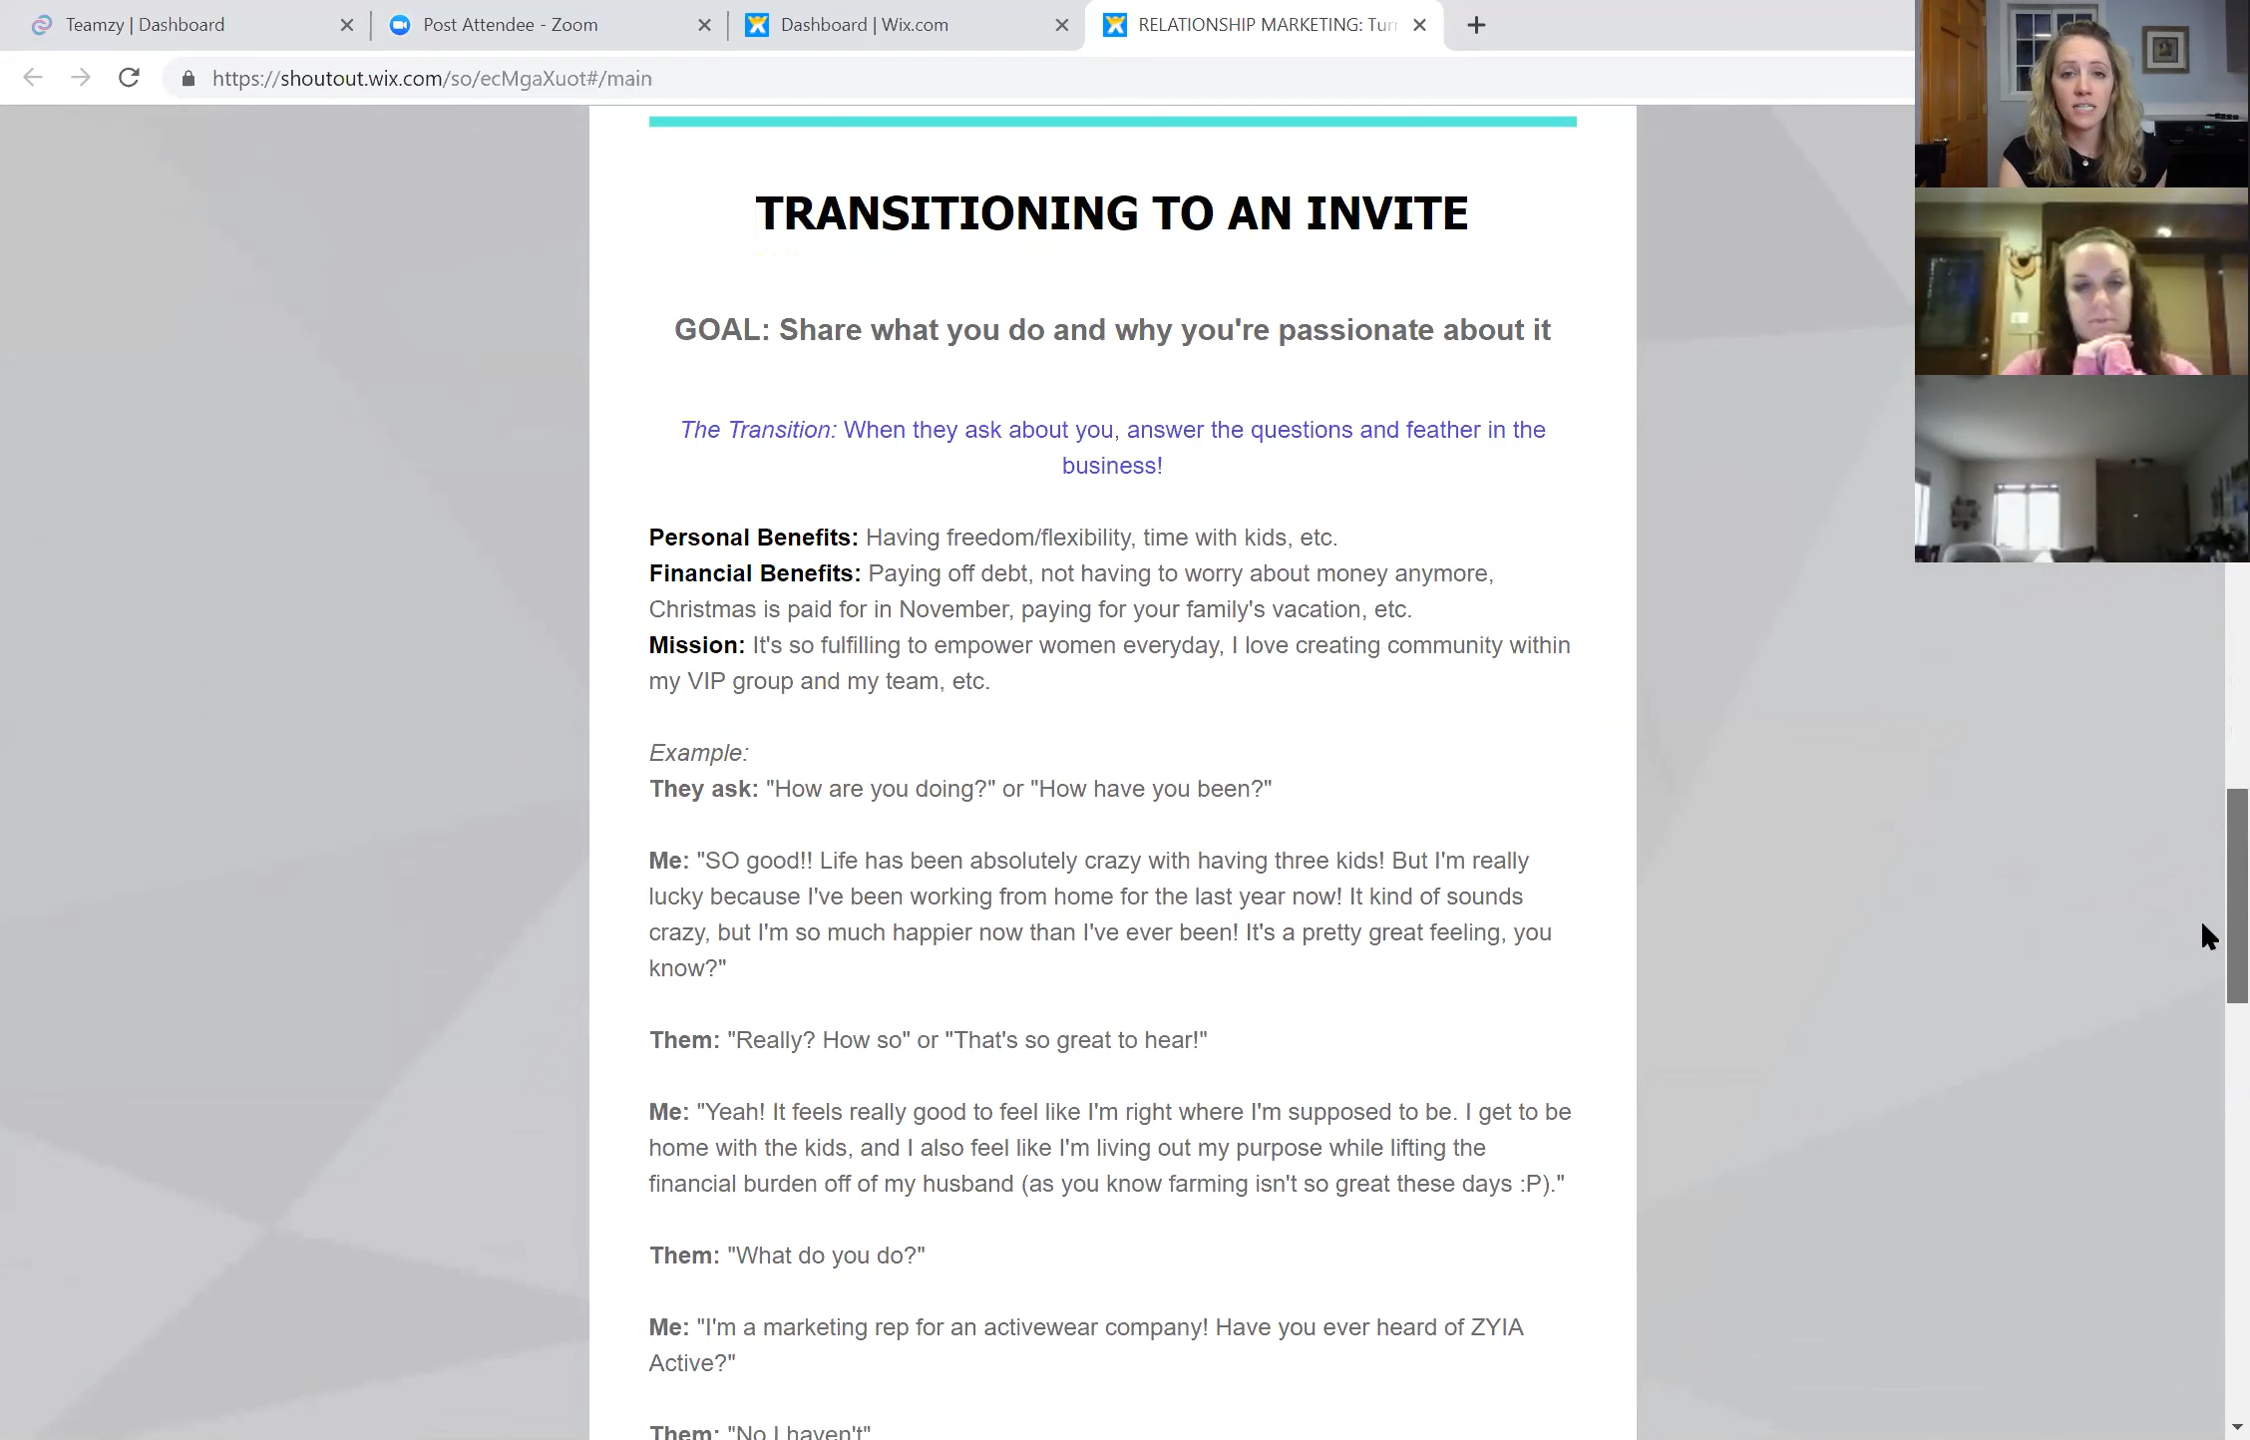 Teamzy | Dashboard
Post Attendee - Zoom
Dashboard | Wix.com
RELATIONSHIP MARKETING: Tur
https://shoutout.wix.com/so/ecMgaXuot#/main
TRANSITIONING TO AN INVITE
GOAL: Share what you do and why you're passionate about it
The Transition: When they ask about you, answer the questions and feather in the
business!
Personal Benefits: Having freedom/flexibility, time with kids, etc.
Financial Benefits: Paying off debt, not having to worry about money anymore,
Christmas is paid for in November, paying for your family's vacation, etc.
Mission: It's so fulfilling to empower women everyday, I love creating community within
my VIP group and my team, etc.
Example:
They ask: "How are you doing?" or "How have you been?"
Me: "SO good!! Life has been absolutely crazy with having three kids! But I'm really
lucky because I've been working from home for the last year now! It kind of sounds
crazy, but I'm so much happier now than I've ever been! It's a pretty great feeling, you
know?"
Them: "Really? How so" or "That's so great to hear!"
Me: "Yeah! It feels really good to feel like I'm right where I'm supposed to be. I get to be
home with the kids, and I also feel like I'm living out my purpose while lifting the
financial burden off of my husband (as you know farming isn't so great these days :P)."
Them: "What do you do?"
Me: "I'm a marketing rep for an activewear company! Have you ever heard of ZYIA
Active?"
Them: "No I haven't"